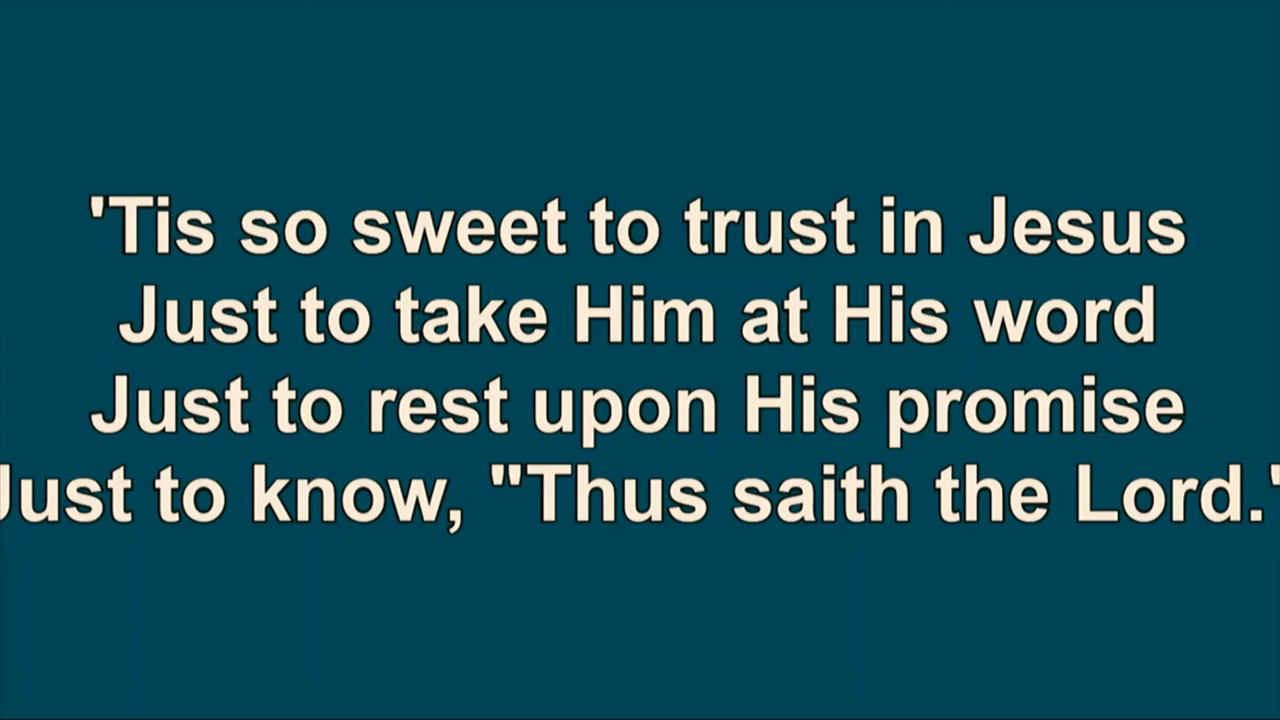 'Tis so sweet to trust in Jesus
Just to take Him at His word
Just to rest upon His promise
Just to know, "Thus saith the Lord."